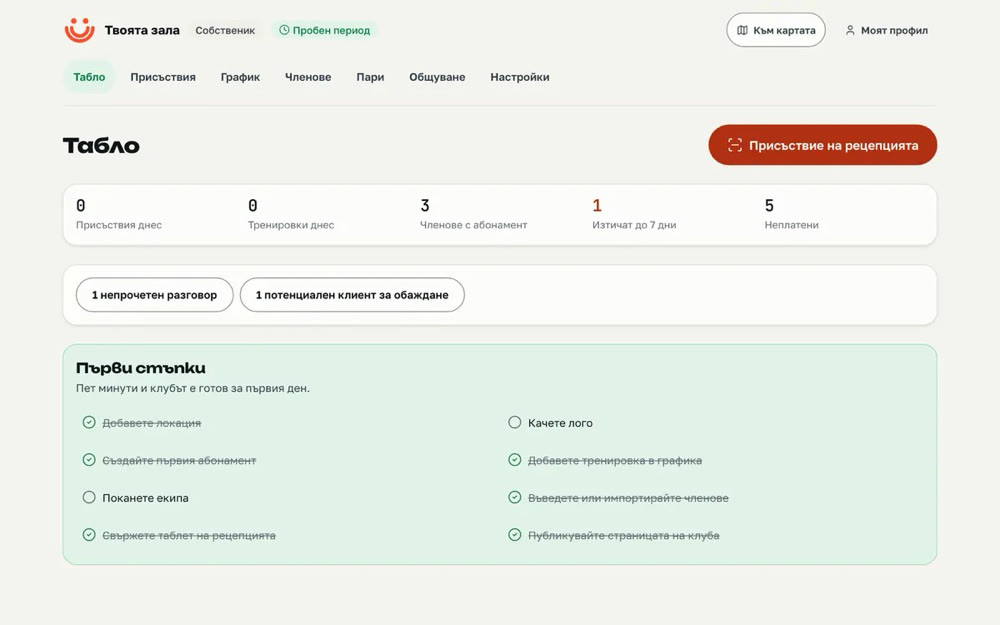 Твоята зала
Собственик
Пробен период
Към картата
Моят профил
Табло
Присъствия
График
Членове
Пари
Общуване
Настройки
Табло
Присъствие на рецепцията
0
Присъствия днес
0
Тренировки днес
3
Членове с абонамент
1
Изтичат до 7 дни
5
Неплатени
1 непрочетен разговор
1 потенциален клиент за обаждане
Първи стъпки
Пет минути и клубът е готов за първия ден.
Добавете локация
Качете лого
Създайте първия абонамент
Добавете тренировка в графика
Поканете екипа
Въведете или импортирайте членове
Свържете таблет на рецепцията
Публикувайте страницата на клуба